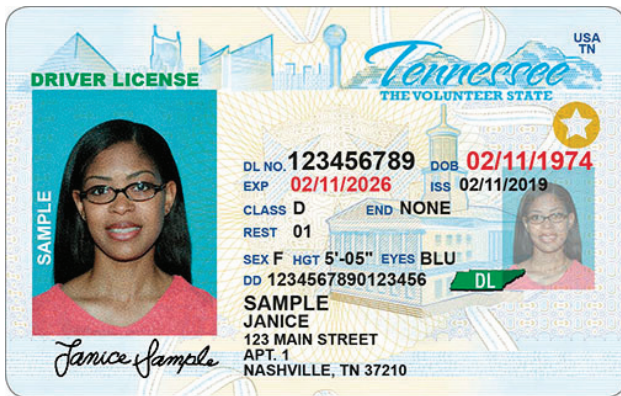 USA
TN
Tennessee
THE VOLUNTEER STATE
DRIVER LICENSE
SAMPLE
DL NO. 123456789 DOB 02/11/1974
EXP 02/11/2026 ISS 02/11/2019
CLASS D END NONE
REST 01
SEX F HGT 5'-05" EYES BLU
DD 1234567890123456
DL
SAMPLE
JANICE
123 MAIN STREET
APT. 1
NASHVILLE, TN 37210
Janice Sample